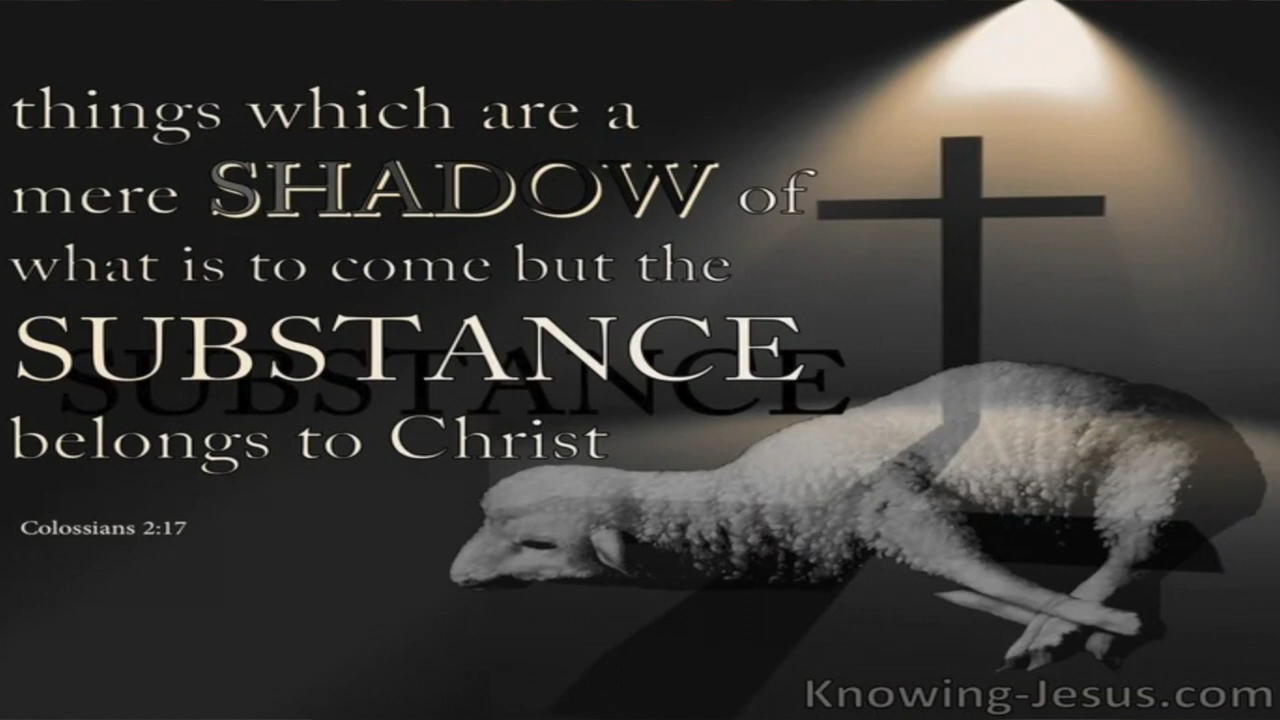 things which are a
mere SHADOW of
what is to come but the
SUBSTANCE
belongs to Christ
Colossians 2:17
Knowing-Jesus.com